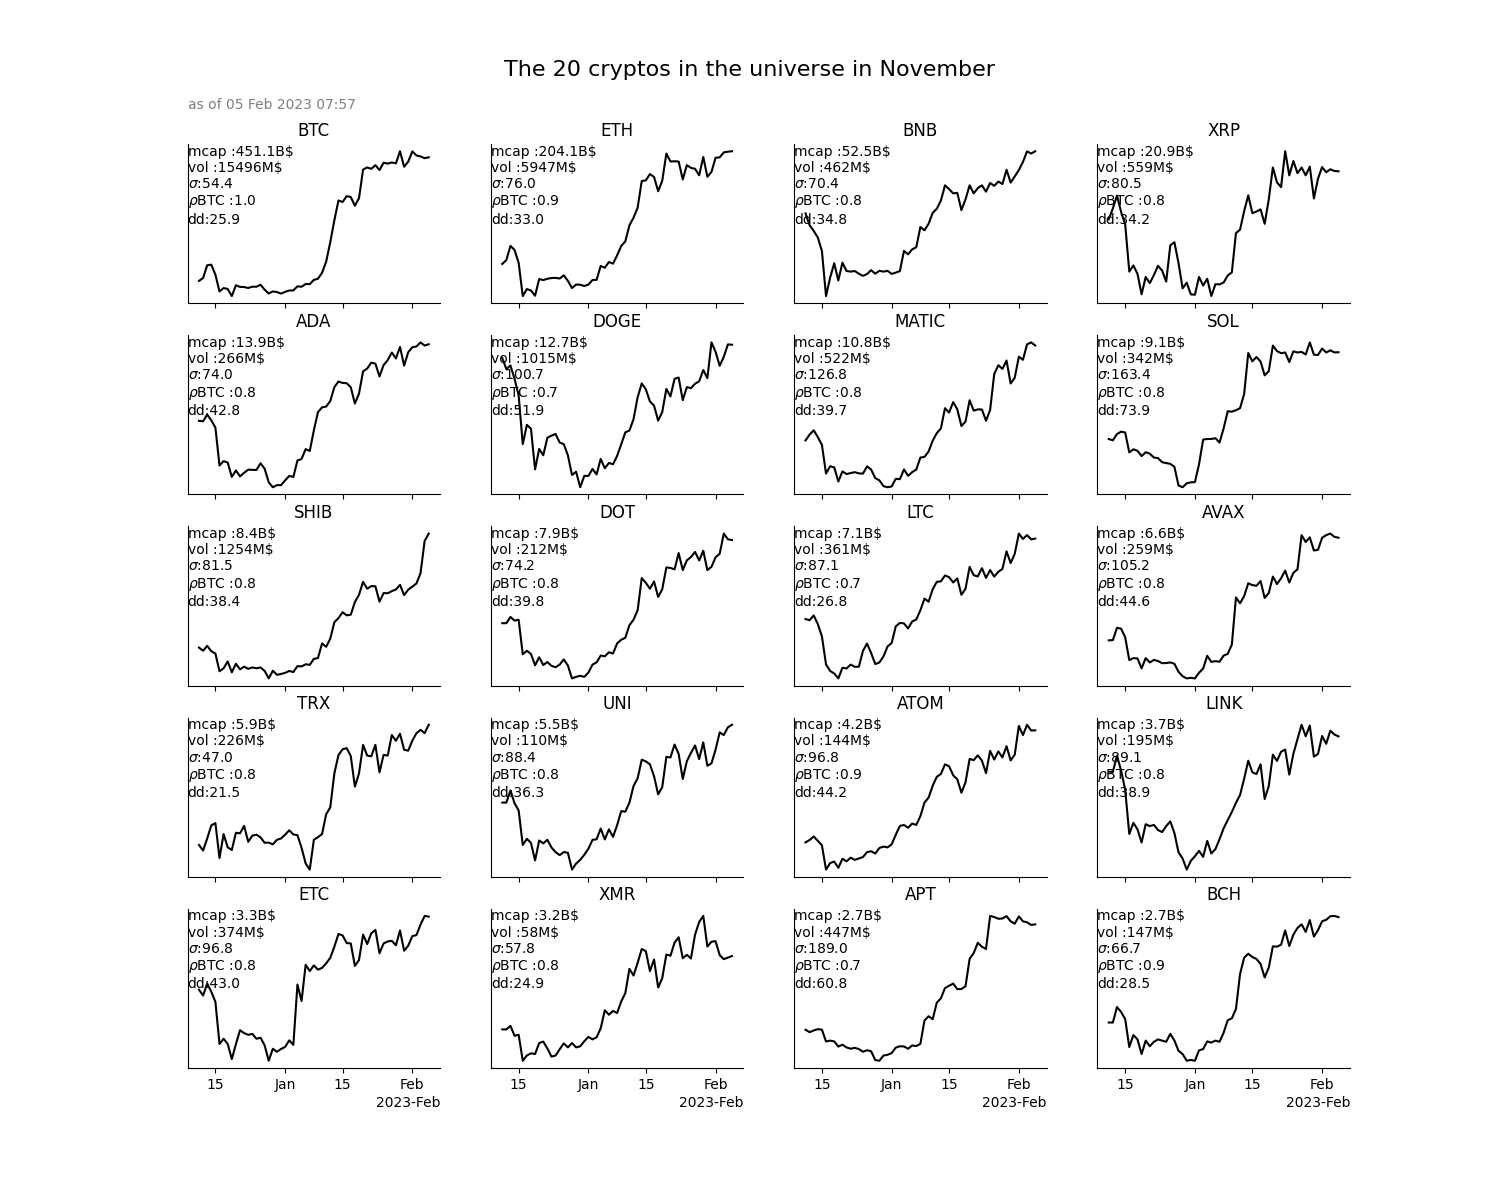 The 20 cryptos in the universe in November
as of 05 Feb 2023 07:57
BTC
mcap :451.1B$
vol :15496M$
σ:54.4
ρBTC :1.0
dd:25.9
ETH
mcap :204.1B$
vol :5947M$
σ:76.0
ρBTC :0.9
dd:33.0
BNB
mcap :52.5B$
vol :462M$
σ:70.4
ρBTC :0.8
dd:34.8
XRP
mcap :20.9B$
vol :559M$
σ:80.5
ρBTC :0.8
dd:34.2
ADA
mcap :13.9B$
vol :266M$
σ:74.0
ρBTC :0.8
dd:42.8
DOGE
mcap :12.7B$
vol :1015M$
σ:100.7
ρBTC :0.7
dd:51.9
MATIC
mcap :10.8B$
vol :522M$
σ:126.8
ρBTC :0.8
dd:39.7
SOL
mcap :9.1B$
vol :342M$
σ:163.4
ρBTC :0.8
dd:73.9
SHIB
mcap :8.4B$
vol :1254M$
σ:81.5
ρBTC :0.8
dd:38.4
DOT
mcap :7.9B$
vol :212M$
σ:74.2
ρBTC :0.8
dd:39.8
LTC
mcap :7.1B$
vol :361M$
σ:87.1
ρBTC :0.7
dd:26.8
AVAX
mcap :6.6B$
vol :259M$
σ:105.2
ρBTC :0.8
dd:44.6
TRX
mcap :5.9B$
vol :226M$
σ:47.0
ρBTC :0.8
dd:21.5
UNI
mcap :5.5B$
vol :110M$
σ:88.4
ρBTC :0.8
dd:36.3
ATOM
mcap :4.2B$
vol :144M$
σ:96.8
ρBTC :0.9
dd:44.2
LINK
mcap :3.7B$
vol :195M$
σ:89.1
ρBTC :0.8
dd:38.9
ETC
mcap :3.3B$
vol :374M$
σ:96.8
ρBTC :0.8
dd:43.0
XMR
mcap :3.2B$
vol :58M$
σ:57.8
ρBTC :0.8
dd:24.9
APT
mcap :2.7B$
vol :447M$
σ:189.0
ρBTC :0.7
dd:60.8
BCH
mcap :2.7B$
vol :147M$
σ:66.7
ρBTC :0.9
dd:28.5
15 Jan 15 Feb
2023-Feb
15 Jan 15 Feb
2023-Feb
15 Jan 15 Feb
2023-Feb
15 Jan 15 Feb
2023-Feb